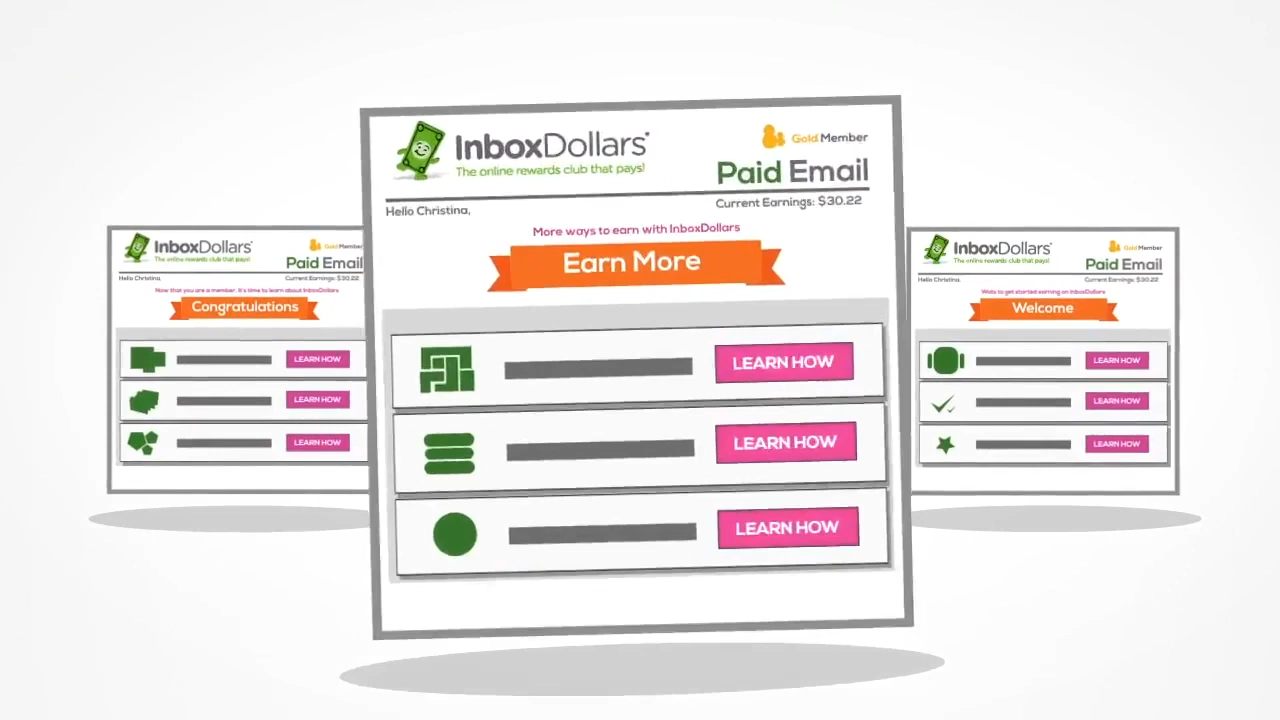 InboxDollars®
The online rewards club that pays!
Gold Member
Paid Email
Hello Christina,
Current Earnings: $30.22
More ways to earn with InboxDollars
Earn More
LEARN HOW
LEARN HOW
LEARN HOW
InboxDollars®
The online rewards club that pays!
Gold Member
Paid Email
Hello Christina,
Current Earnings: $30.22
Now that you are a member. It's time to learn about InboxDollars
Congratulations
LEARN HOW
LEARN HOW
LEARN HOW
InboxDollars®
The online rewards club that pays!
Gold Member
Paid Email
Hello Christina,
Current Earnings: $30.22
to get started earning on InboxDollars
Welcome
LEARN HOW
LEARN HOW
LEARN HOW